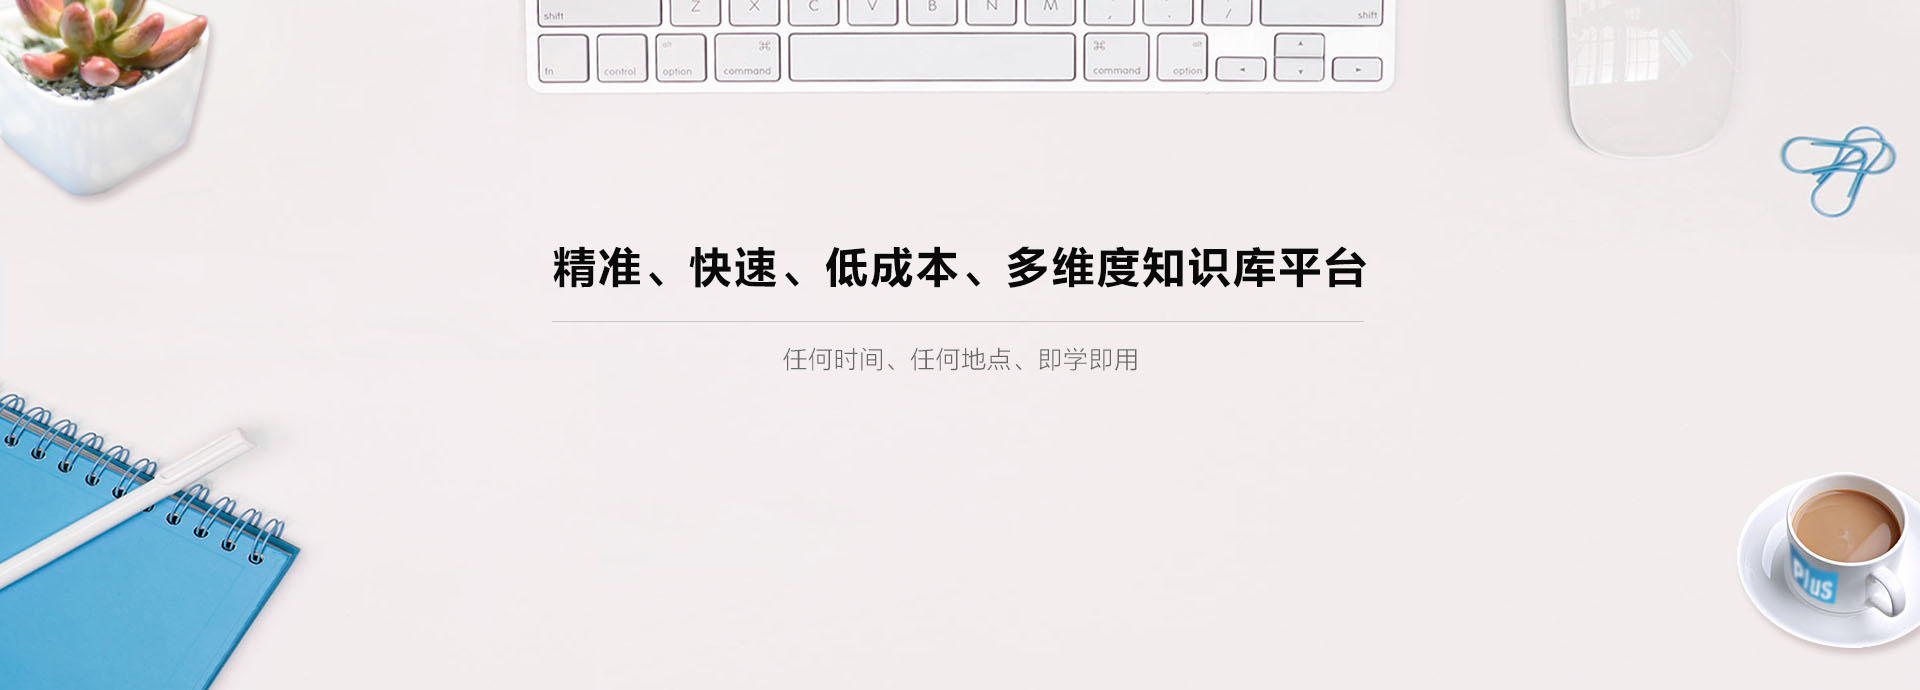 shift Z X C V B N M , . / shift
fn control alt option ⌘ command ⌘ command alt option ◄ ▲ ▼ ►
精准、快速、低成本、多维度知识库平台
任何时间、任何地点、即学即用
Plus